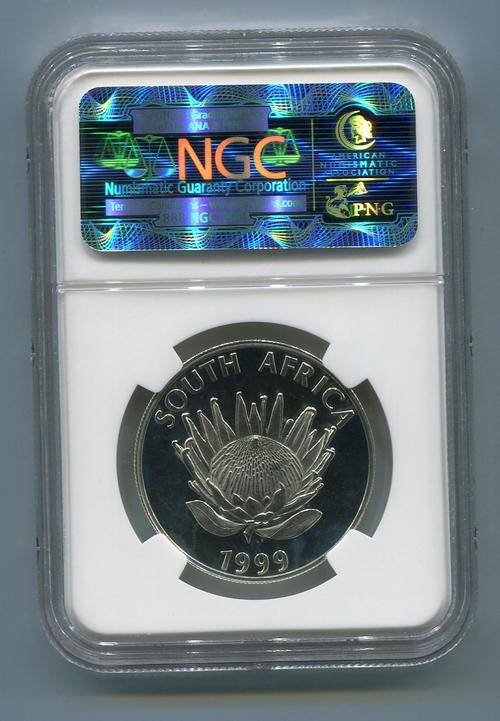 NGC
Numismatic Guaranty Corporation
AMERICAN
NUMISMATIC
ASSOCIATION
PNG
SOUTH AFRICA
1999